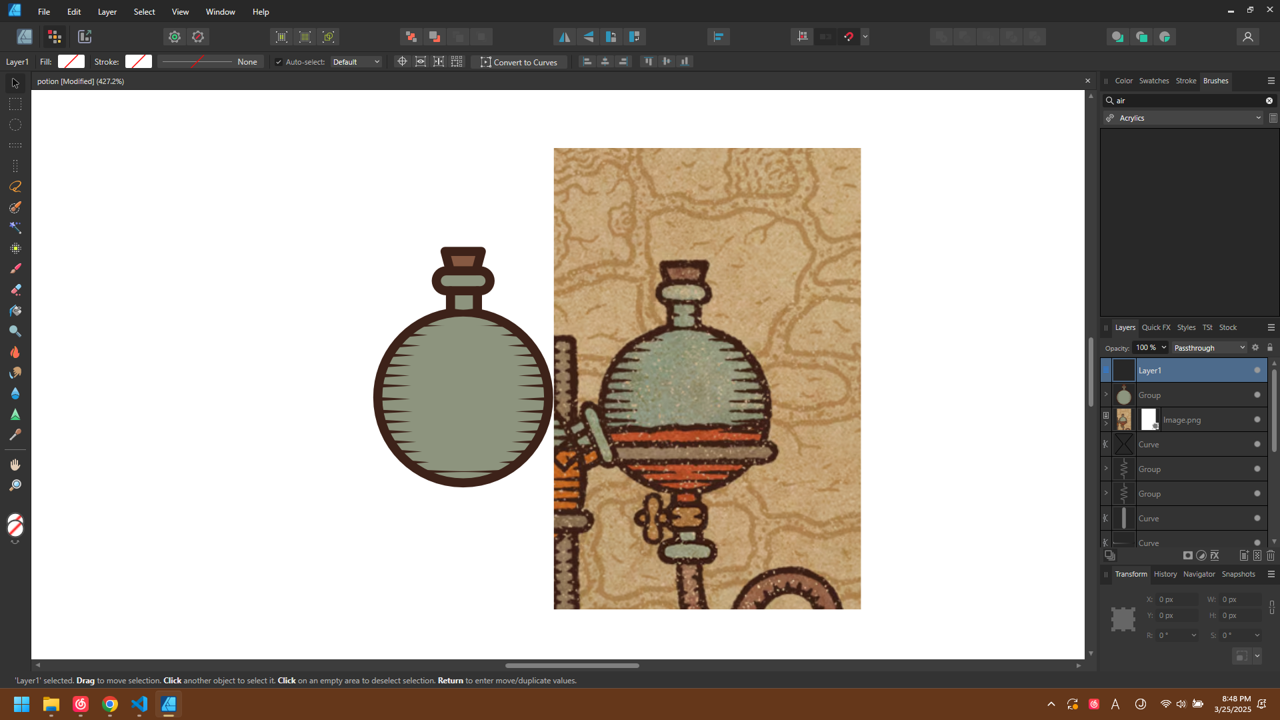 File Edit Layer Select View Window Help
Layer1 Fill: Stroke: None Auto-select: Default Convert to Curves
potion [Modified] (427.2%)
Color Swatches Stroke Brushes
air
Acrylics
Layers Quick FX Styles TSt Stock
Opacity: 100 % Passthrough
Layer1
Group
Image.png
Curve
Group
Group
Curve
Curve
Transform History Navigator Snapshots
X: 0 px W: 0 px
Y: 0 px H: 0 px
R: 0 ° S: 0 °
'Layer1' selected. Drag to move selection. Click another object to select it. Click on an empty area to deselect selection. Return to enter move/duplicate values.
A
8:48 PM
3/25/2025